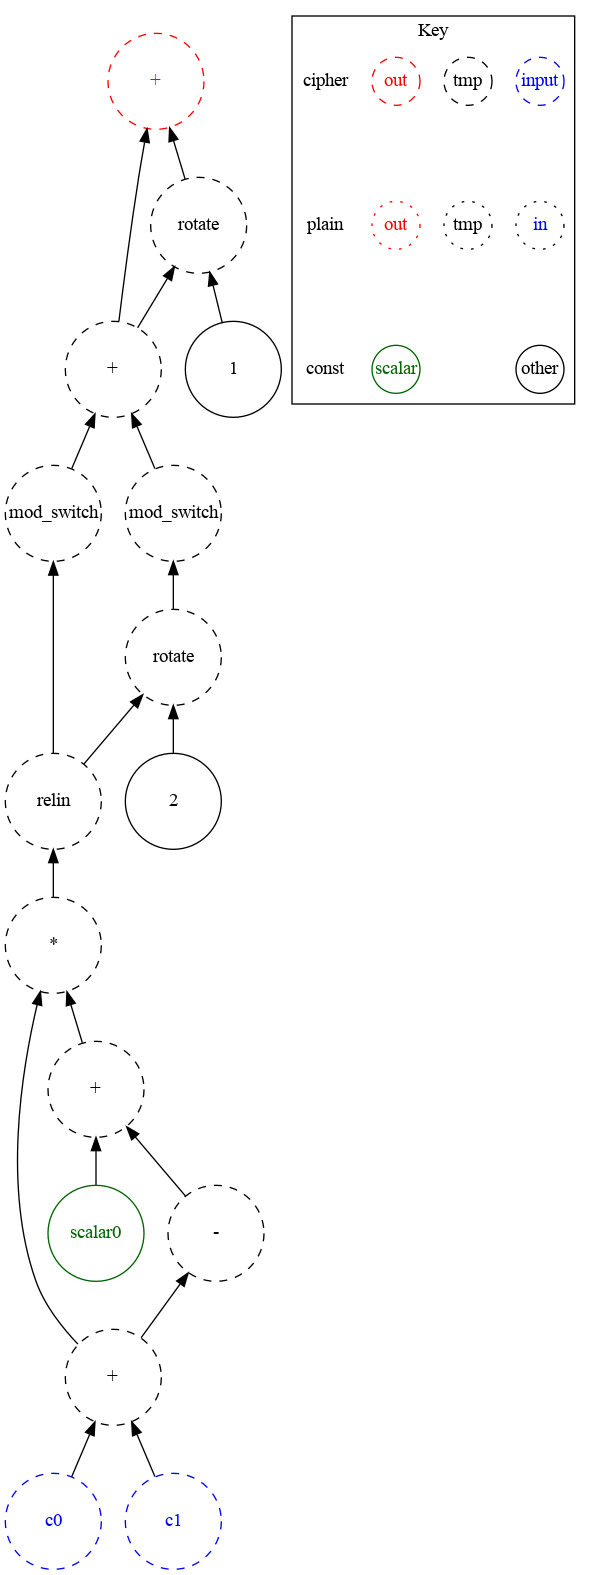 Key
cipher out tmp input
plain out tmp in
const scalar other
+
rotate
+
1
mod_switch mod_switch
rotate
relin
2
*
+
scalar0
-
+
c0 c1